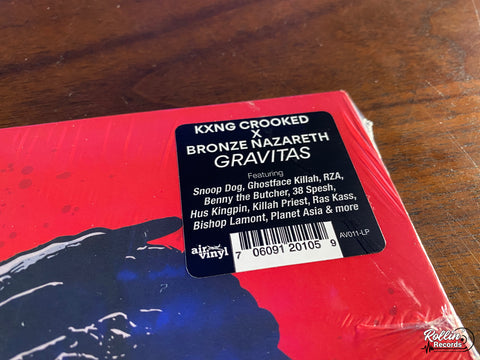 KXNG CROOKED
X
BRONZE NAZARETH
GRAVITAS
Featuring
Snoop Dog, Ghostface Killah, RZA,
Benny the Butcher, 38 Spesh,
Hus Kingpin, Killah Priest, Ras Kass,
Bishop Lamont, Planet Asia & more
air
vinyl
7 06091 20105 9
AV011-LP
Rollin
Records